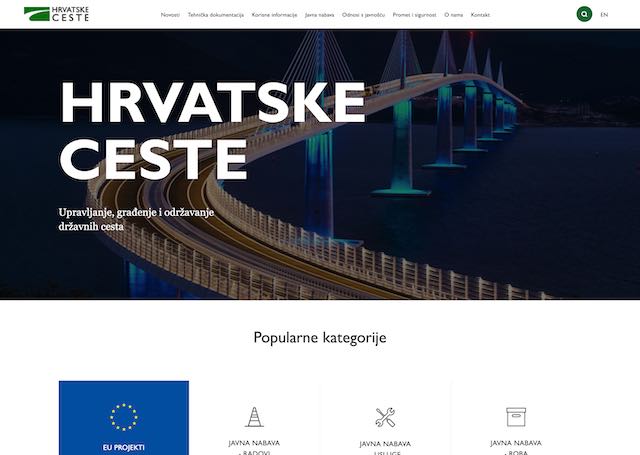 HRVATSKE
CESTE
Novosti Tehnička dokumentacija Korisne informacije Javna nabava Odnosi s javnošću Promet i sigurnost O nama Kontakt
EN
HRVATSKE
CESTE
Upravljanje, građenje i održavanje
državnih cesta
Popularne kategorije
EU PROJEKTI
JAVNA NABAVA
- RADOVI
JAVNA NABAVA
- USLUGE
JAVNA NABAVA
- ROBA